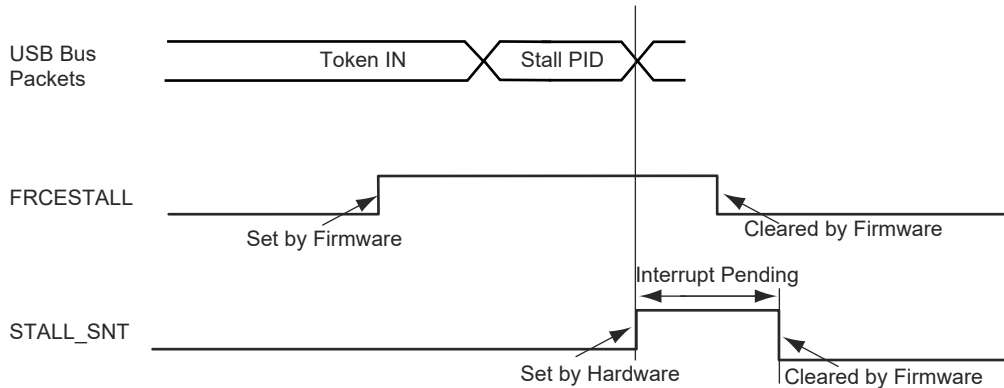 USB Bus
Packets
Token IN
Stall PID
FRCESTALL
Set by Firmware
Cleared by Firmware
Interrupt Pending
STALL_SNT
Set by Hardware
Cleared by Firmware